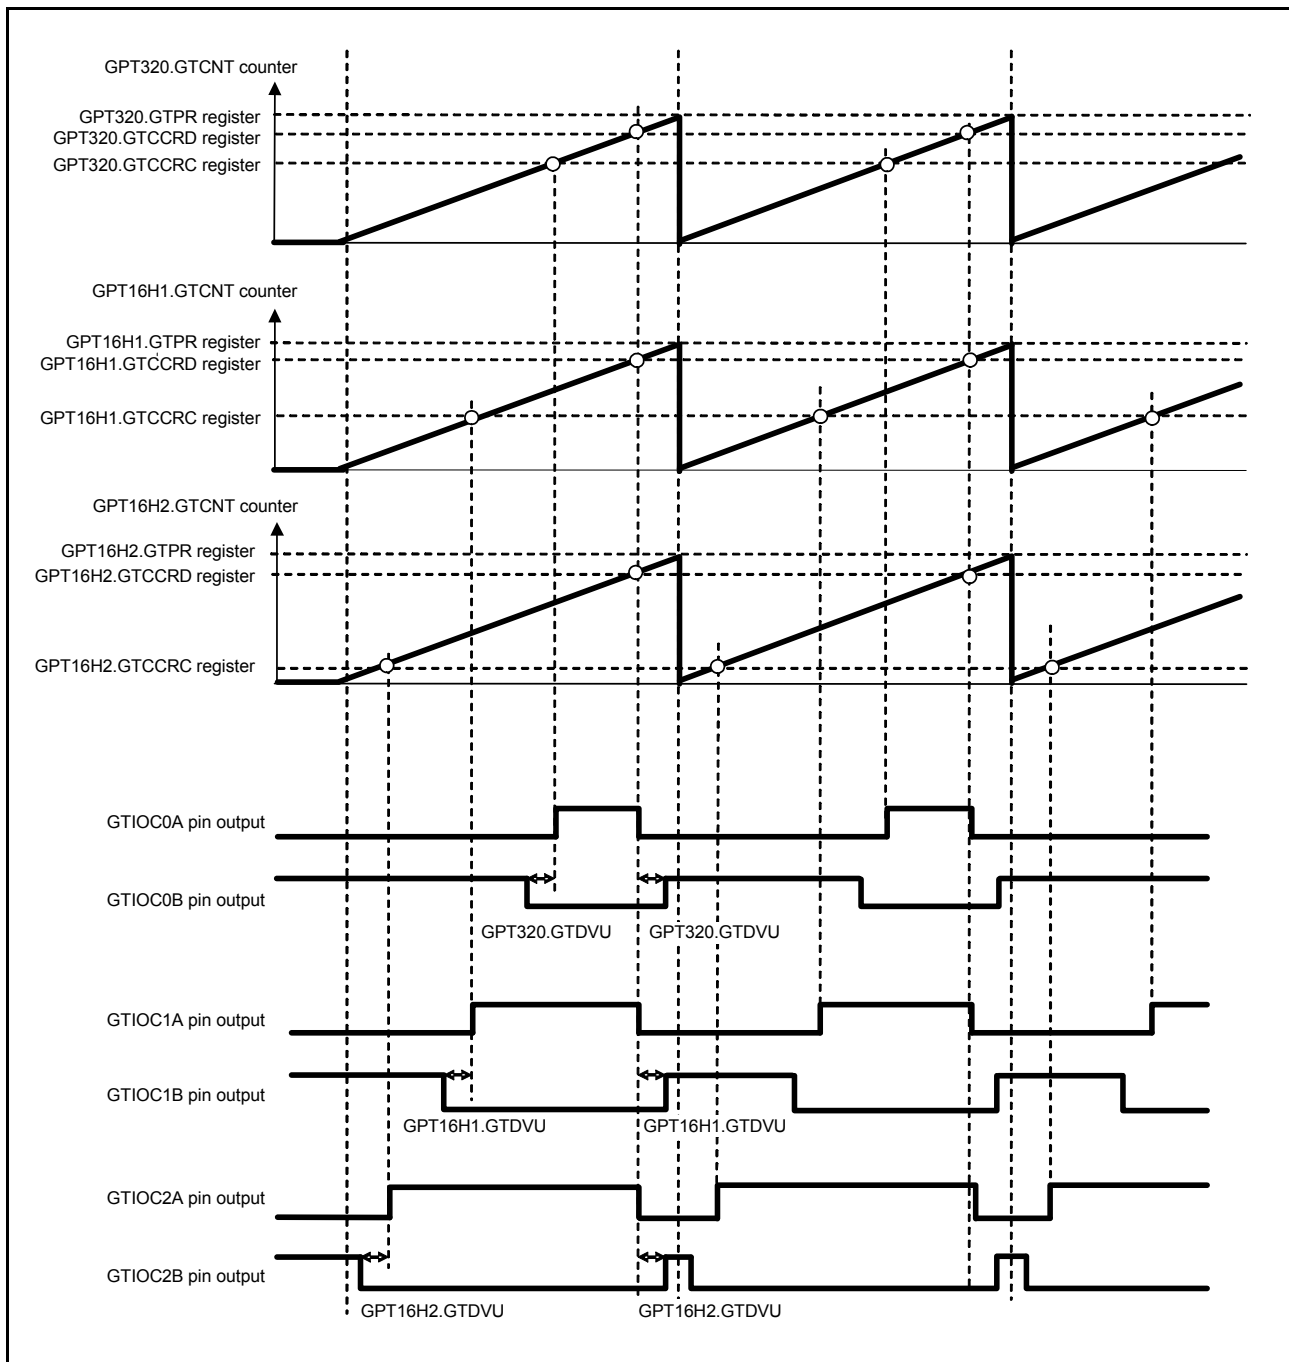 GPT320.GTCNT counter
GPT320.GTPR register
GPT320.GTCCRD register
GPT320.GTCCRC register
GPT16H1.GTCNT counter
GPT16H1.GTPR register
GPT16H1.GTCCRD register
GPT16H1.GTCCRC register
GPT16H2.GTCNT counter
GPT16H2.GTPR register
GPT16H2.GTCCRD register
GPT16H2.GTCCRC register
GTIOC0A pin output
GTIOC0B pin output
GPT320.GTDVU GPT320.GTDVU
GTIOC1A pin output
GTIOC1B pin output
GPT16H1.GTDVU GPT16H1.GTDVU
GTIOC2A pin output
GTIOC2B pin output
GPT16H2.GTDVU GPT16H2.GTDVU